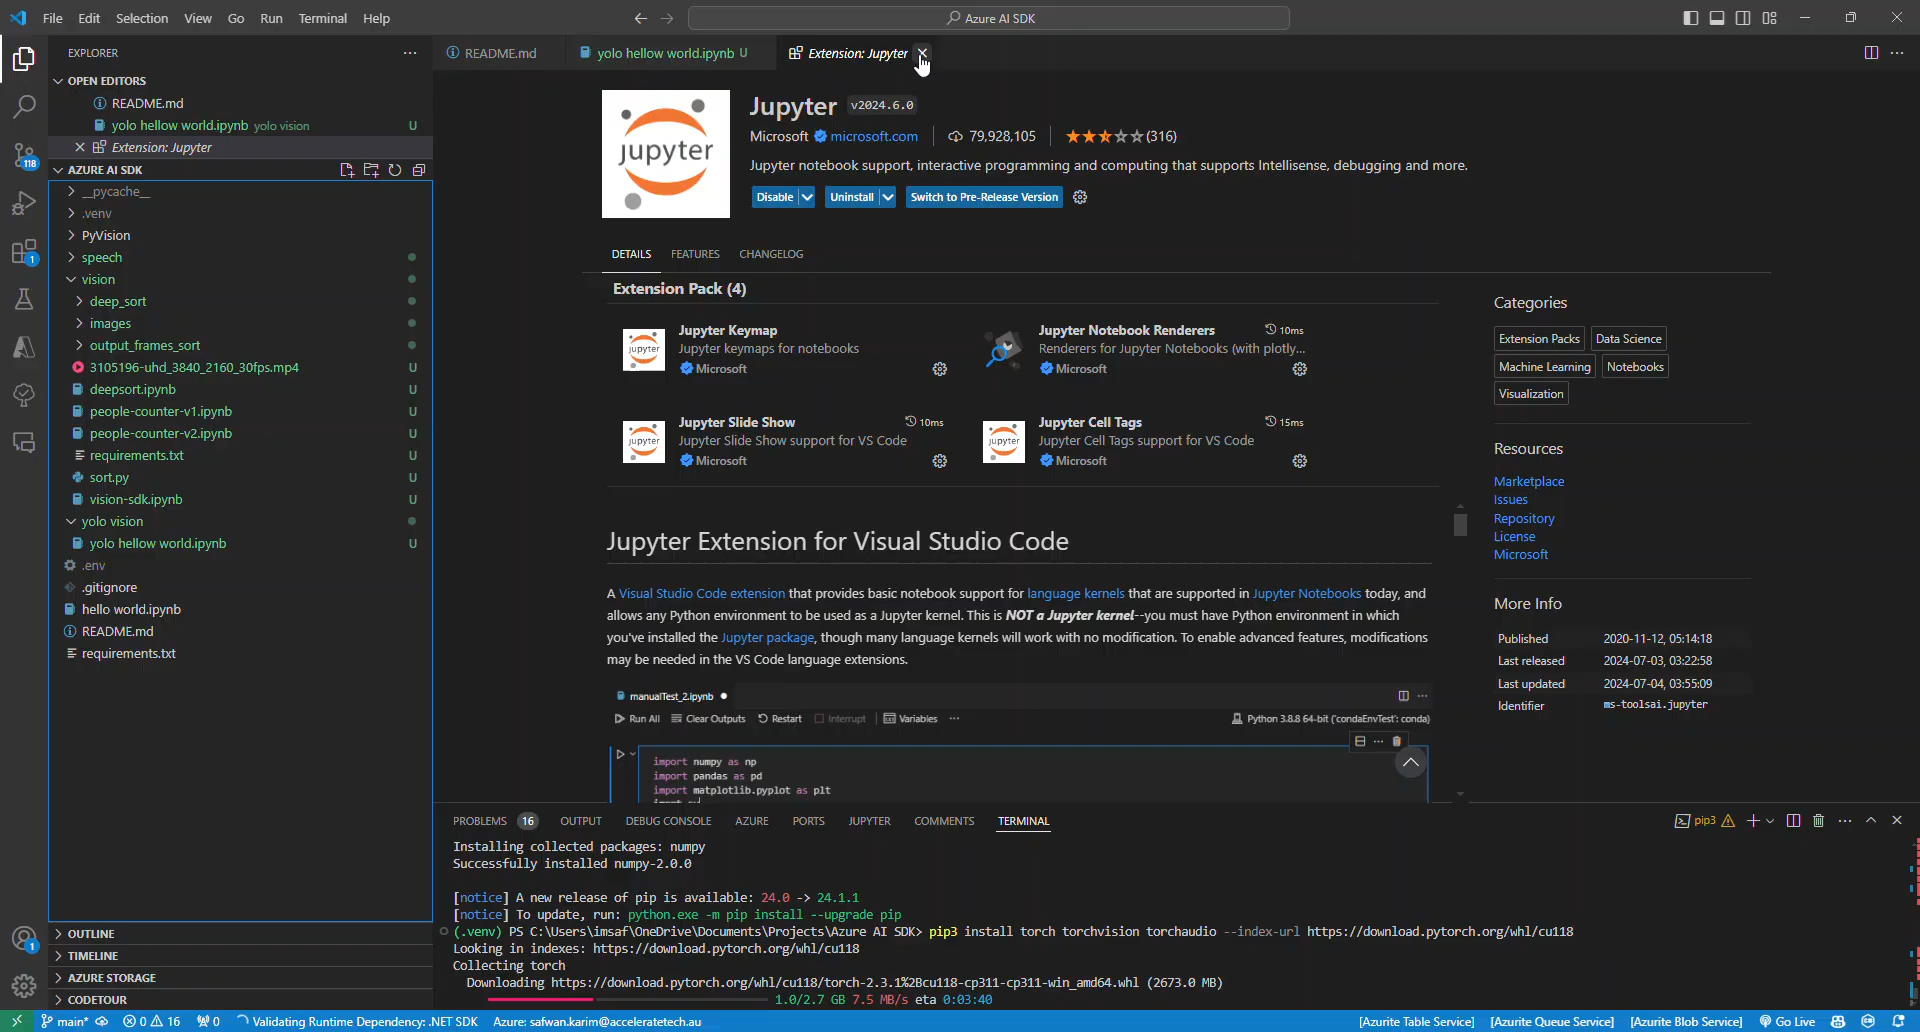 File Edit Selection View Go Run Terminal Help
Azure AI SDK
EXPLORER
OPEN EDITORS
README.md
yolo hellow world.ipynb yolo vision U
Extension: Jupyter
AZURE AI SDK
__pycache__
.venv
PyVision
speech
vision
deep_sort
images
output_frames_sort
3105196-uhd_3840_2160_30fps.mp4 U
deepsort.ipynb U
people-counter-v1.ipynb U
people-counter-v2.ipynb U
requirements.txt U
sort.py U
vision-sdk.ipynb U
yolo vision
yolo hellow world.ipynb U
.env
.gitignore
hello world.ipynb
README.md
requirements.txt
OUTLINE
TIMELINE
AZURE STORAGE
CODETOUR
118
1
1
README.md yolo hellow world.ipynb U Extension: Jupyter
jupyter
Jupyter v2024.6.0
Microsoft microsoft.com 79,928,105 (316)
Jupyter notebook support, interactive programming and computing that supports Intellisense, debugging and more.
Disable Uninstall Switch to Pre-Release Version
DETAILS FEATURES CHANGELOG
Extension Pack (4)
jupyter
Jupyter Keymap
Jupyter keymaps for notebooks
Microsoft
Jupyter Notebook Renderers 10ms
Renderers for Jupyter Notebooks (with plotly...
Microsoft
jupyter
Jupyter Slide Show 10ms
Jupyter Slide Show support for VS Code
Microsoft
jupyter
Jupyter Cell Tags 15ms
Jupyter Cell Tags support for VS Code
Microsoft
Jupyter Extension for Visual Studio Code
A Visual Studio Code extension that provides basic notebook support for language kernels that are supported in Jupyter Notebooks today, and
allows any Python environment to be used as a Jupyter kernel. This is NOT a Jupyter kernel--you must have Python environment in which
you've installed the Jupyter package, though many language kernels will work with no modification. To enable advanced features, modifications
may be needed in the VS Code language extensions.
manualTest_2.ipynb
Run All Clear Outputs Restart Interrupt Variables Python 3.8.8 64-bit ('condaEnvTest': conda)
import numpy as np
import pandas as pd
import matplotlib.pyplot as plt
Categories
Extension Packs Data Science
Machine Learning Notebooks
Visualization
Resources
Marketplace
Issues
Repository
License
Microsoft
More Info
Published 2020-11-12, 05:14:18
Last released 2024-07-03, 03:22:58
Last updated 2024-07-04, 03:55:09
Identifier ms-toolsai.jupyter
PROBLEMS 16 OUTPUT DEBUG CONSOLE AZURE PORTS JUPYTER COMMENTS TERMINAL pip3
Installing collected packages: numpy
Successfully installed numpy-2.0.0
[notice] A new release of pip is available: 24.0 -> 24.1.1
[notice] To update, run: python.exe -m pip install --upgrade pip
(.venv) PS C:\Users\imsaf\OneDrive\Documents\Projects\Azure AI SDK> pip3 install torch torchvision torchaudio --index-url https://download.pytorch.org/whl/cu118
Looking in indexes: https://download.pytorch.org/whl/cu118
Collecting torch
Downloading https://download.pytorch.org/whl/cu118/torch-2.3.1%2Bcu118-cp311-cp311-win_amd64.whl (2673.0 MB)
1.0/2.7 GB 7.5 MB/s eta 0:03:40
main* 0 16 0 Validating Runtime Dependency: .NET SDK Azure: safwan.karim@acceleratetech.au [Azurite Table Service] [Azurite Queue Service] [Azurite Blob Service] Go Live